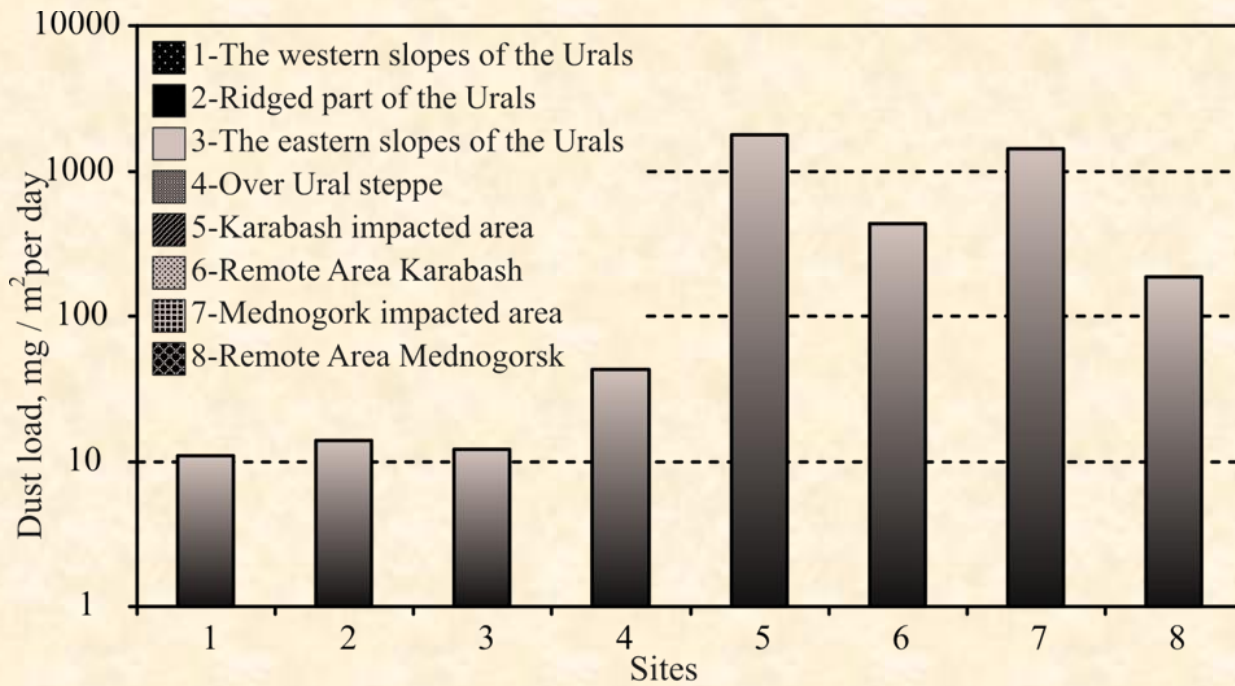 10000
1-The western slopes of the Urals
2-Ridged part of the Urals
3-The eastern slopes of the Urals
4-Over Ural steppe
5-Karabash impacted area
6-Remote Area Karabash
7-Mednogork impacted area
8-Remote Area Mednogorsk
1000
100
10
1
Dust load, mg / m²per day
1 2 3 4 5 6 7 8
Sites